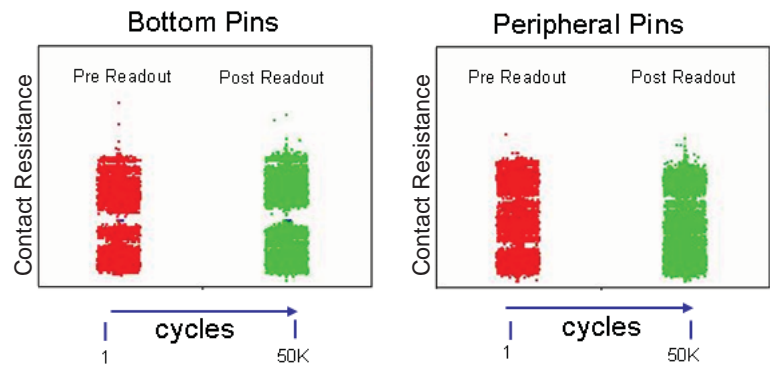 Bottom Pins
Contact Resistance
Pre Readout
Post Readout
cycles
1
50K
Peripheral Pins
Contact Resistance
Pre Readout
Post Readout
cycles
1
50K